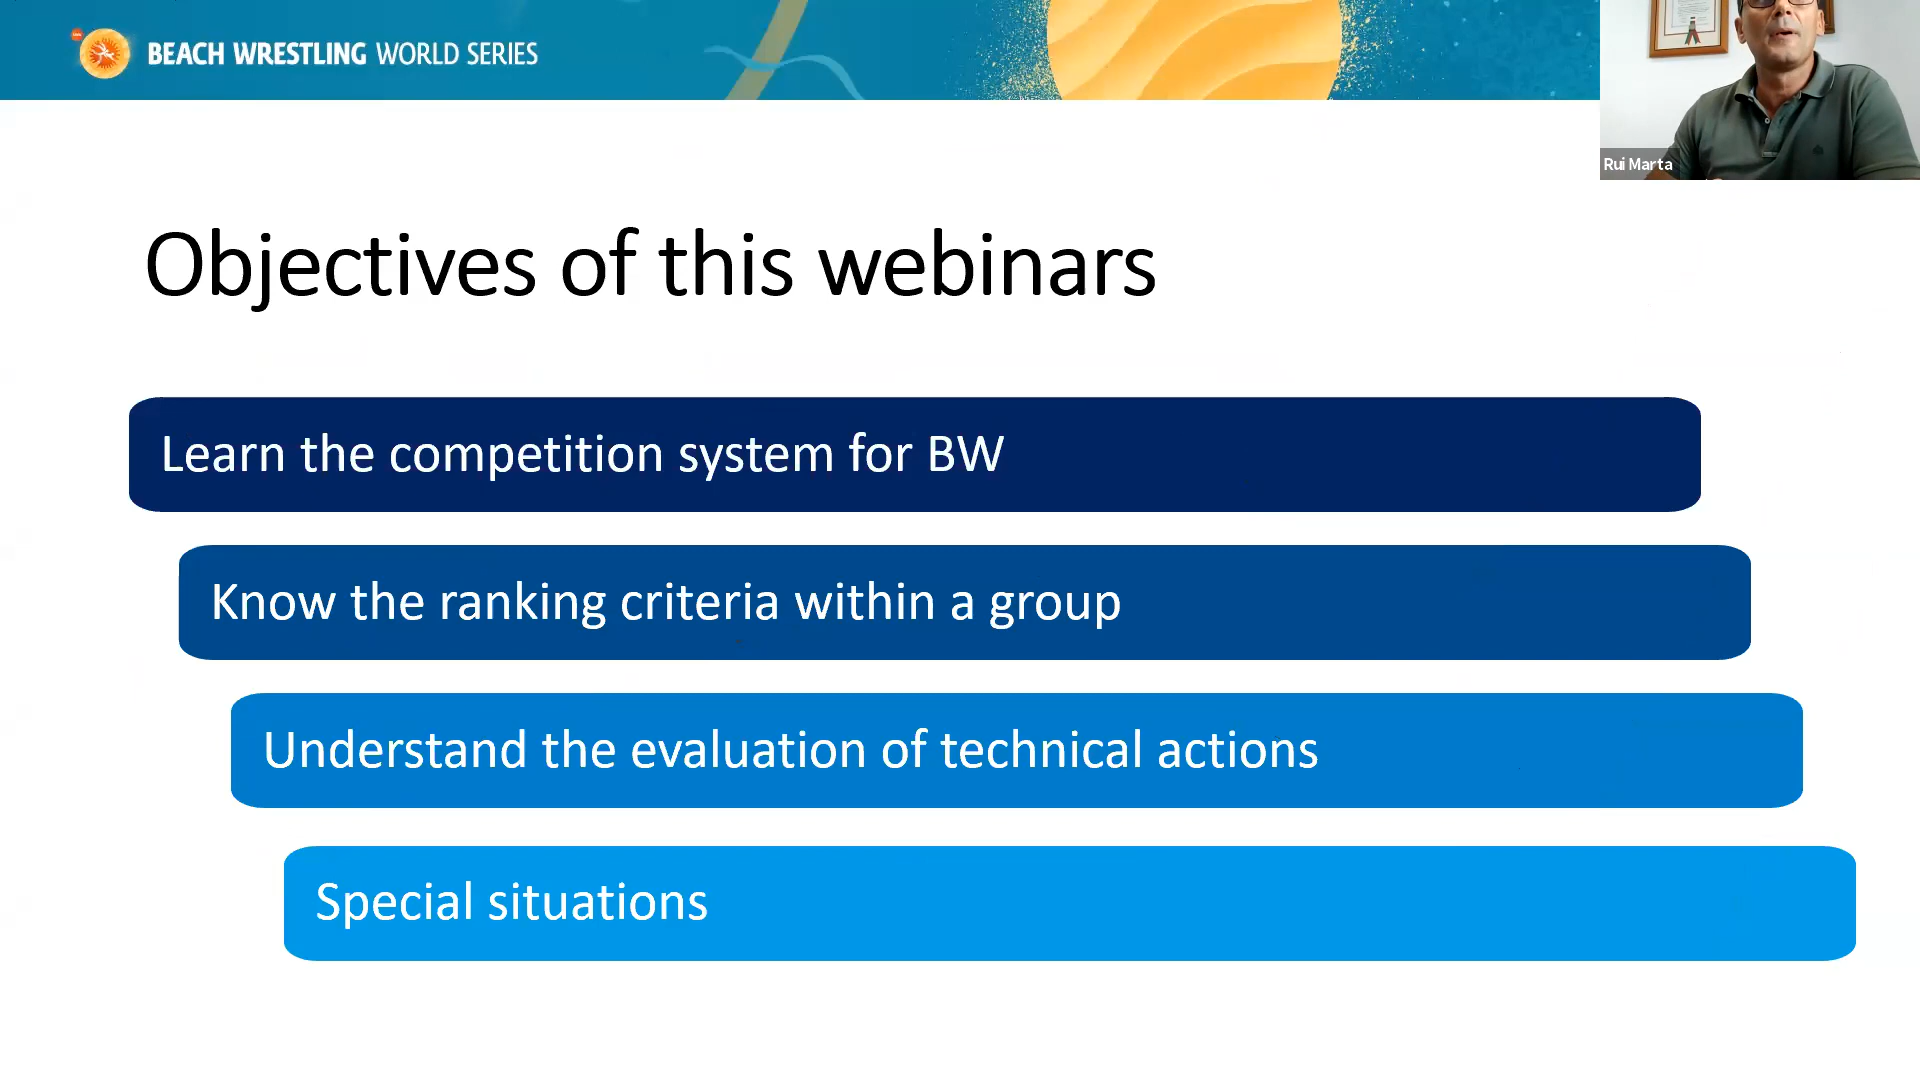 BEACH WRESTLING WORLD SERIES
Rui Marta
Objectives of this webinars
Learn the competition system for BW
Know the ranking criteria within a group
Understand the evaluation of technical actions
Special situations